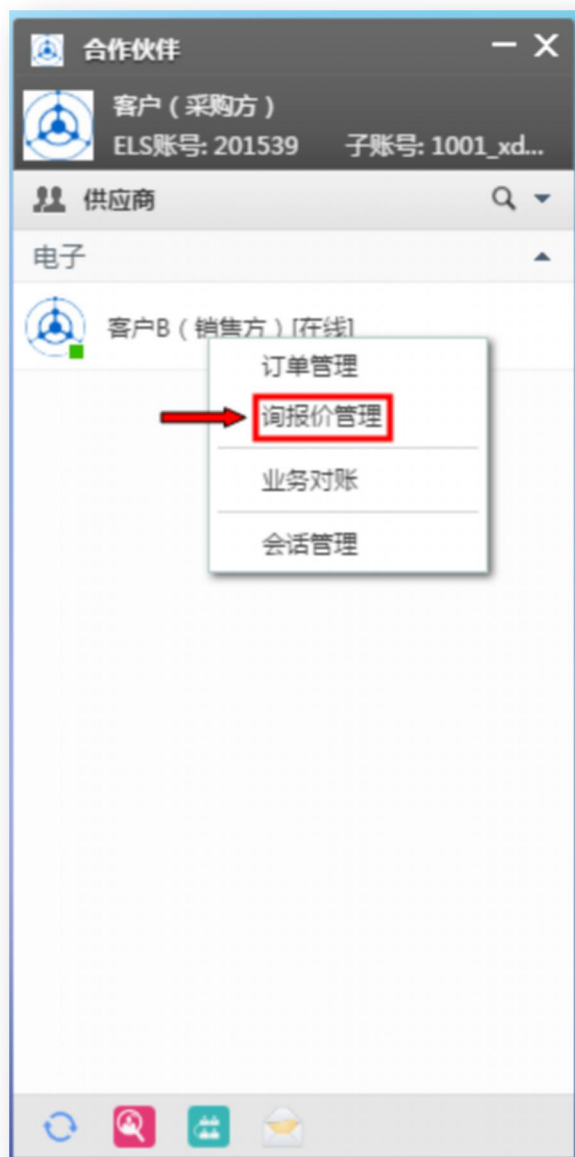 合作伙伴
客户（采购方）
ELS账号: 201539 子账号: 1001_xd...
供应商
电子
客户B（销售方）[在线]
订单管理
询报价管理
业务对账
会话管理